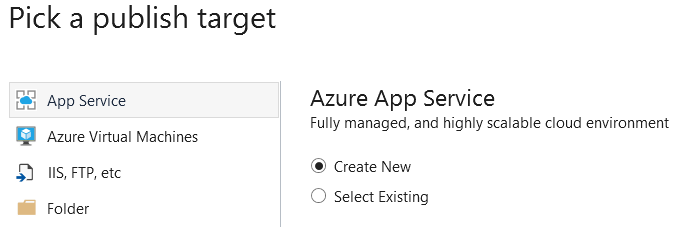 Pick a publish target
App Service
Azure Virtual Machines
IIS, FTP, etc
Folder
Azure App Service
Fully managed, and highly scalable cloud environment
Create New
Select Existing